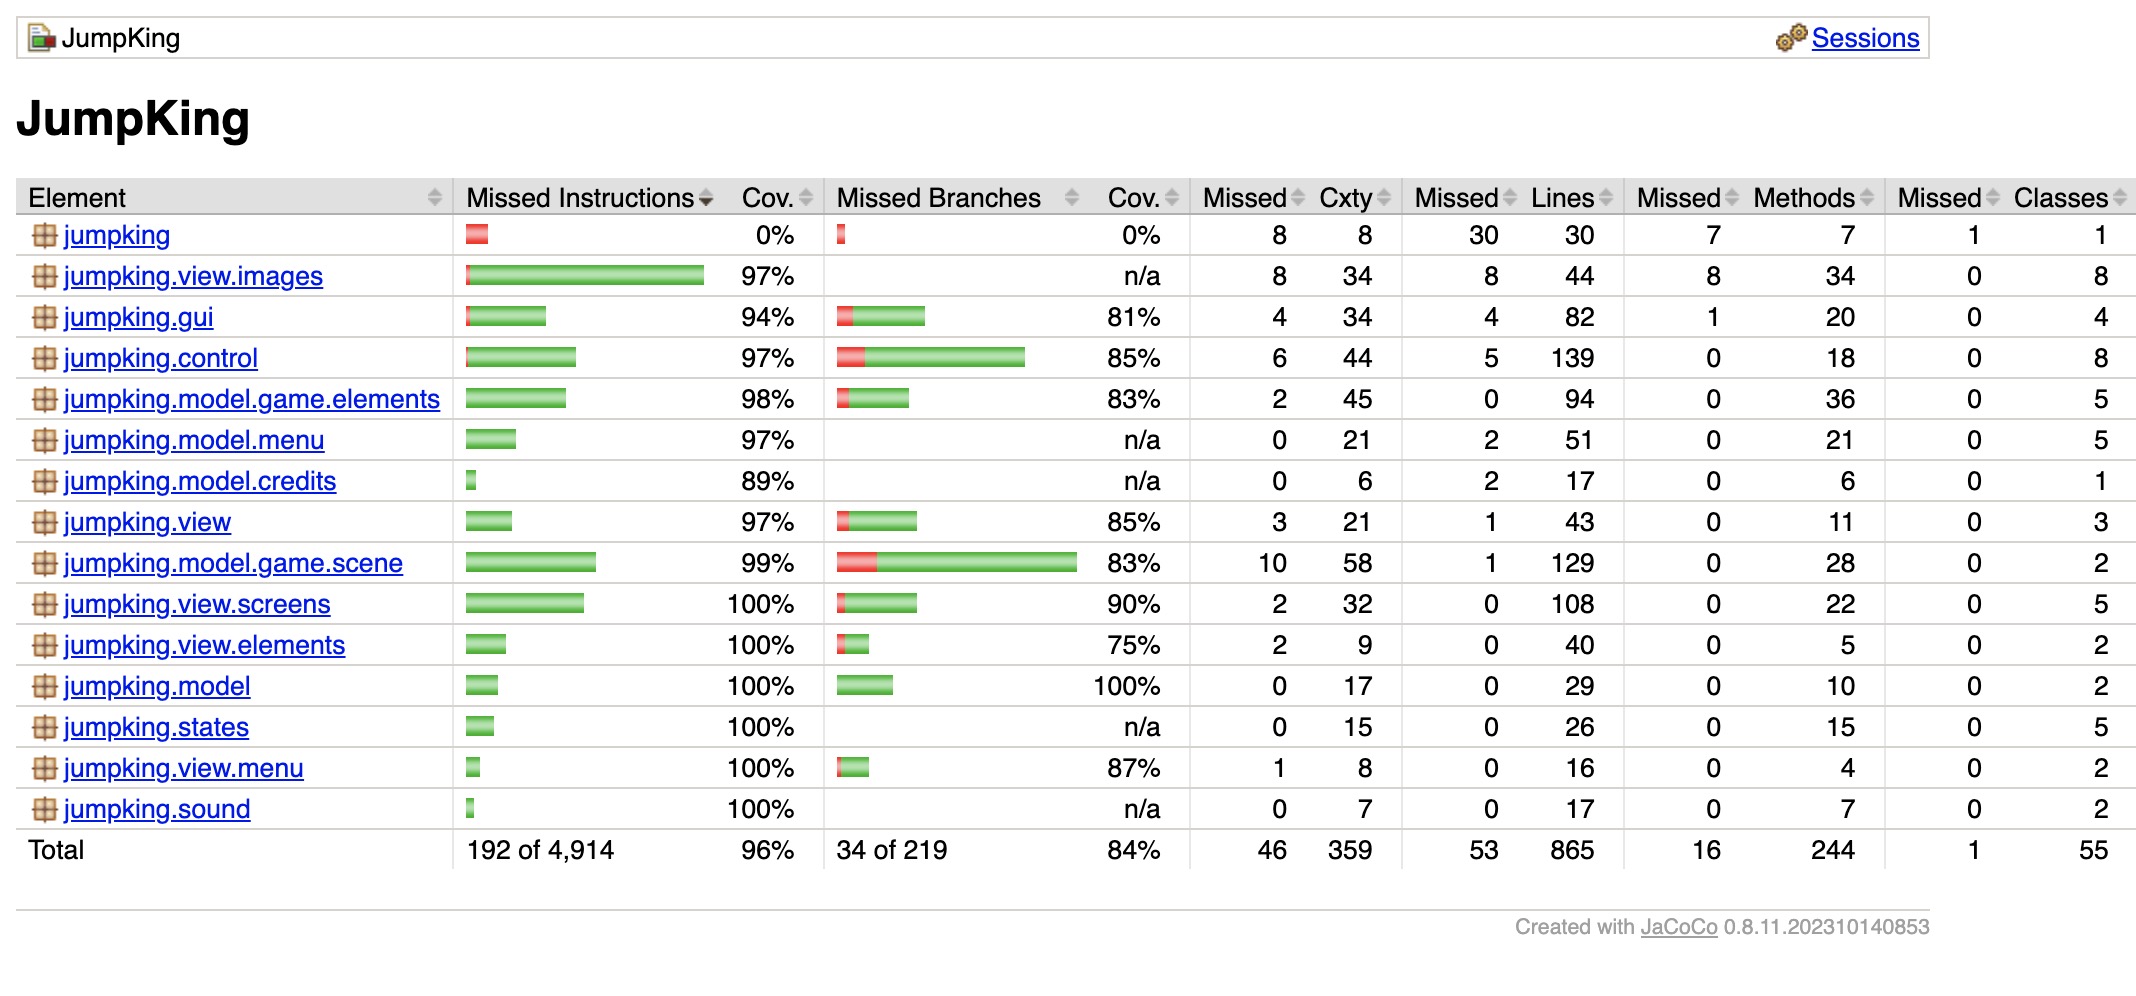 JumpKing Sessions
JumpKing
Element Missed Instructions Cov. Missed Branches Cov. Missed Cxty Missed Lines Missed Methods Missed Classes
jumpking 0% 0% 8 8 30 30 7 7 1 1
jumpking.view.images 97% n/a 8 34 8 44 8 34 0 8
jumpking.gui 94% 81% 4 34 4 82 1 20 0 4
jumpking.control 97% 85% 6 44 5 139 0 18 0 8
jumpking.model.game.elements 98% 83% 2 45 0 94 0 36 0 5
jumpking.model.menu 97% n/a 0 21 2 51 0 21 0 5
jumpking.model.credits 89% n/a 0 6 2 17 0 6 0 1
jumpking.view 97% 85% 3 21 1 43 0 11 0 3
jumpking.model.game.scene 99% 83% 10 58 1 129 0 28 0 2
jumpking.view.screens 100% 90% 2 32 0 108 0 22 0 5
jumpking.view.elements 100% 75% 2 9 0 40 0 5 0 2
jumpking.model 100% 100% 0 17 0 29 0 10 0 2
jumpking.states 100% n/a 0 15 0 26 0 15 0 5
jumpking.view.menu 100% 87% 1 8 0 16 0 4 0 2
jumpking.sound 100% n/a 0 7 0 17 0 7 0 2
Total 192 of 4,914 96% 34 of 219 84% 46 359 53 865 16 244 1 55
Created with JaCoCo 0.8.11.202310140853